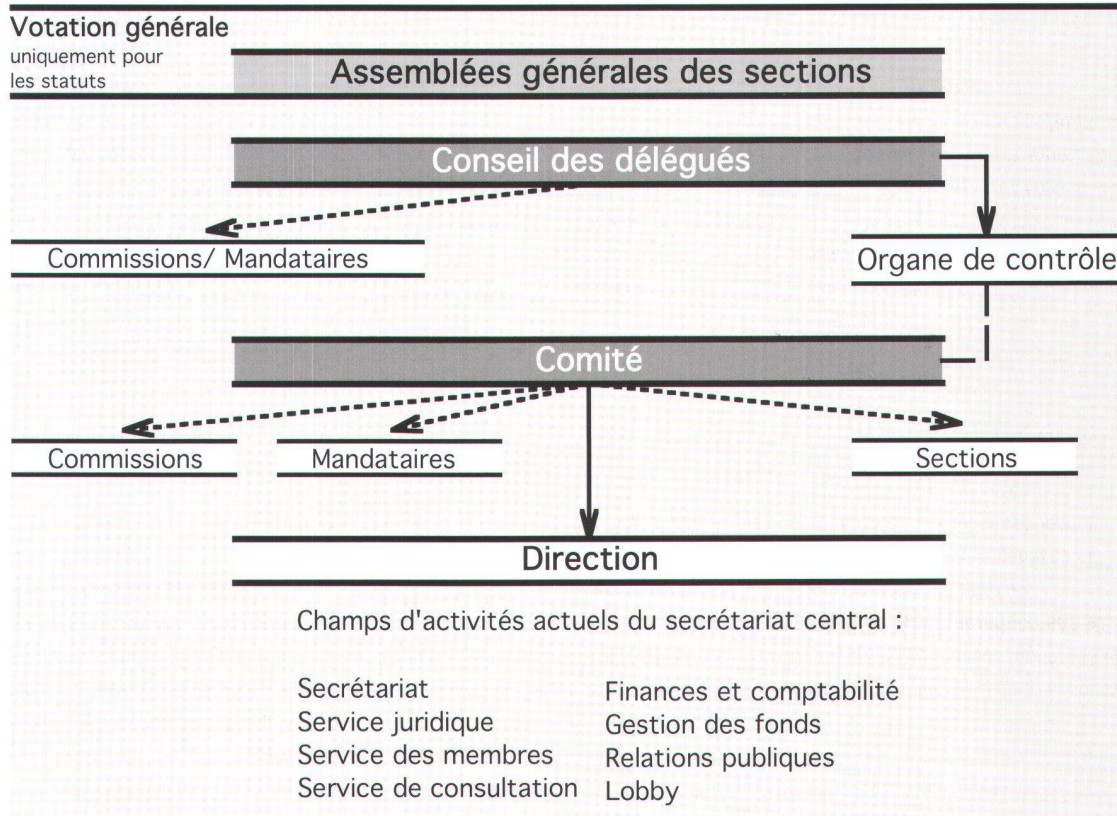 Votation générale
uniquement pour
les statuts
Assemblées générales des sections
Conseil des délégués
Commissions/ Mandataires
Organe de contrôle
Comité
Commissions
Mandataires
Sections
Direction
Champs d'activités actuels du secrétariat central :
Secrétariat
Service juridique
Service des membres
Service de consultation
Finances et comptabilité
Gestion des fonds
Relations publiques
Lobby